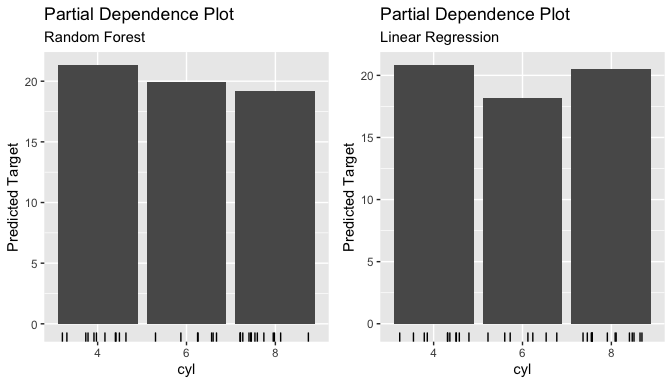 Partial Dependence Plot
Random Forest
Predicted Target
20
15
10
5
0
4
6
8
cyl
Partial Dependence Plot
Linear Regression
Predicted Target
20
15
10
5
0
4
6
8
cyl